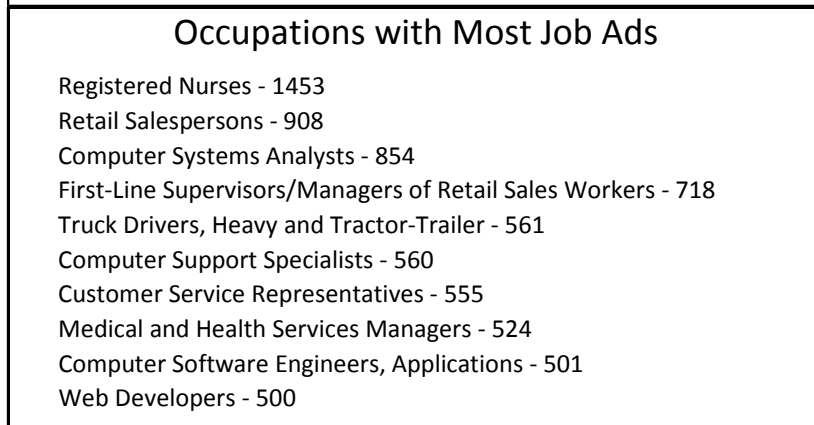 Occupations with Most Job Ads
Registered Nurses - 1453
Retail Salespersons - 908
Computer Systems Analysts - 854
First-Line Supervisors/Managers of Retail Sales Workers - 718
Truck Drivers, Heavy and Tractor-Trailer - 561
Computer Support Specialists - 560
Customer Service Representatives - 555
Medical and Health Services Managers - 524
Computer Software Engineers, Applications - 501
Web Developers - 500